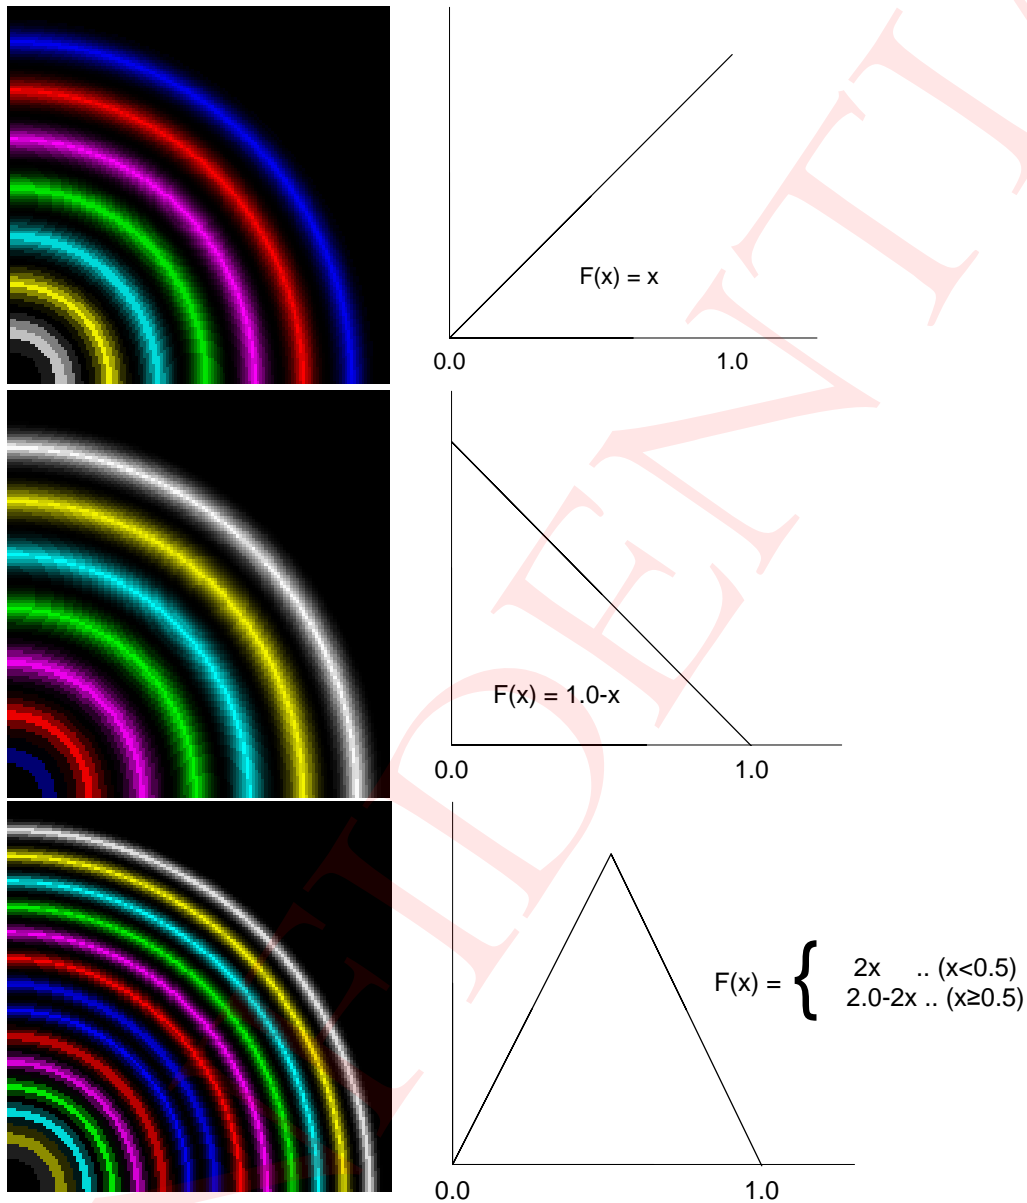 F(x) = x
0.0 1.0
F(x) = 1.0-x
0.0 1.0
F(x) = { 2x .. (x<0.5)
2.0-2x .. (x≥0.5)
0.0 1.0
FIDENTI